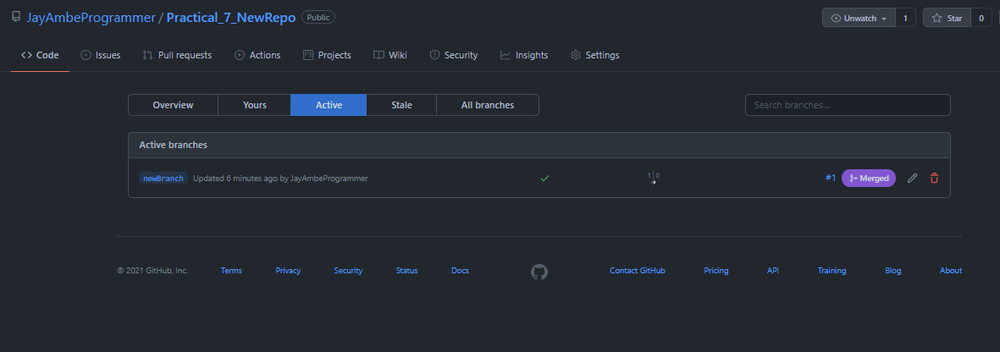 JayAmbeProgrammer / Practical_7_NewRepo Public Unwatch 1 Star 0
Code Issues Pull requests Actions Projects Wiki Security Insights Settings
Overview Yours Active Stale All branches Search branches...
Active branches
newBranch Updated 6 minutes ago by JayAmbeProgrammer 1 | 0 #1 Merged
© 2021 GitHub, Inc. Terms Privacy Security Status Docs Contact GitHub Pricing API Training Blog About